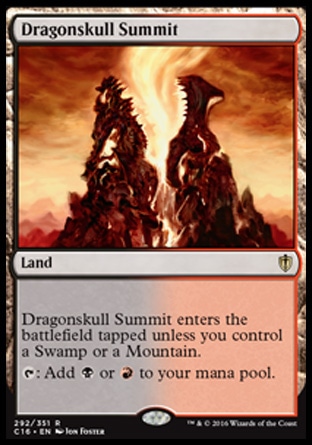 Dragonskull Summit
Land
Dragonskull Summit enters the
battlefield tapped unless you control
a Swamp or a Mountain.
: Add or to your mana pool.
292/351 R
C16 • EN Jon Foster
™ & © 2016 Wizards of the Coast